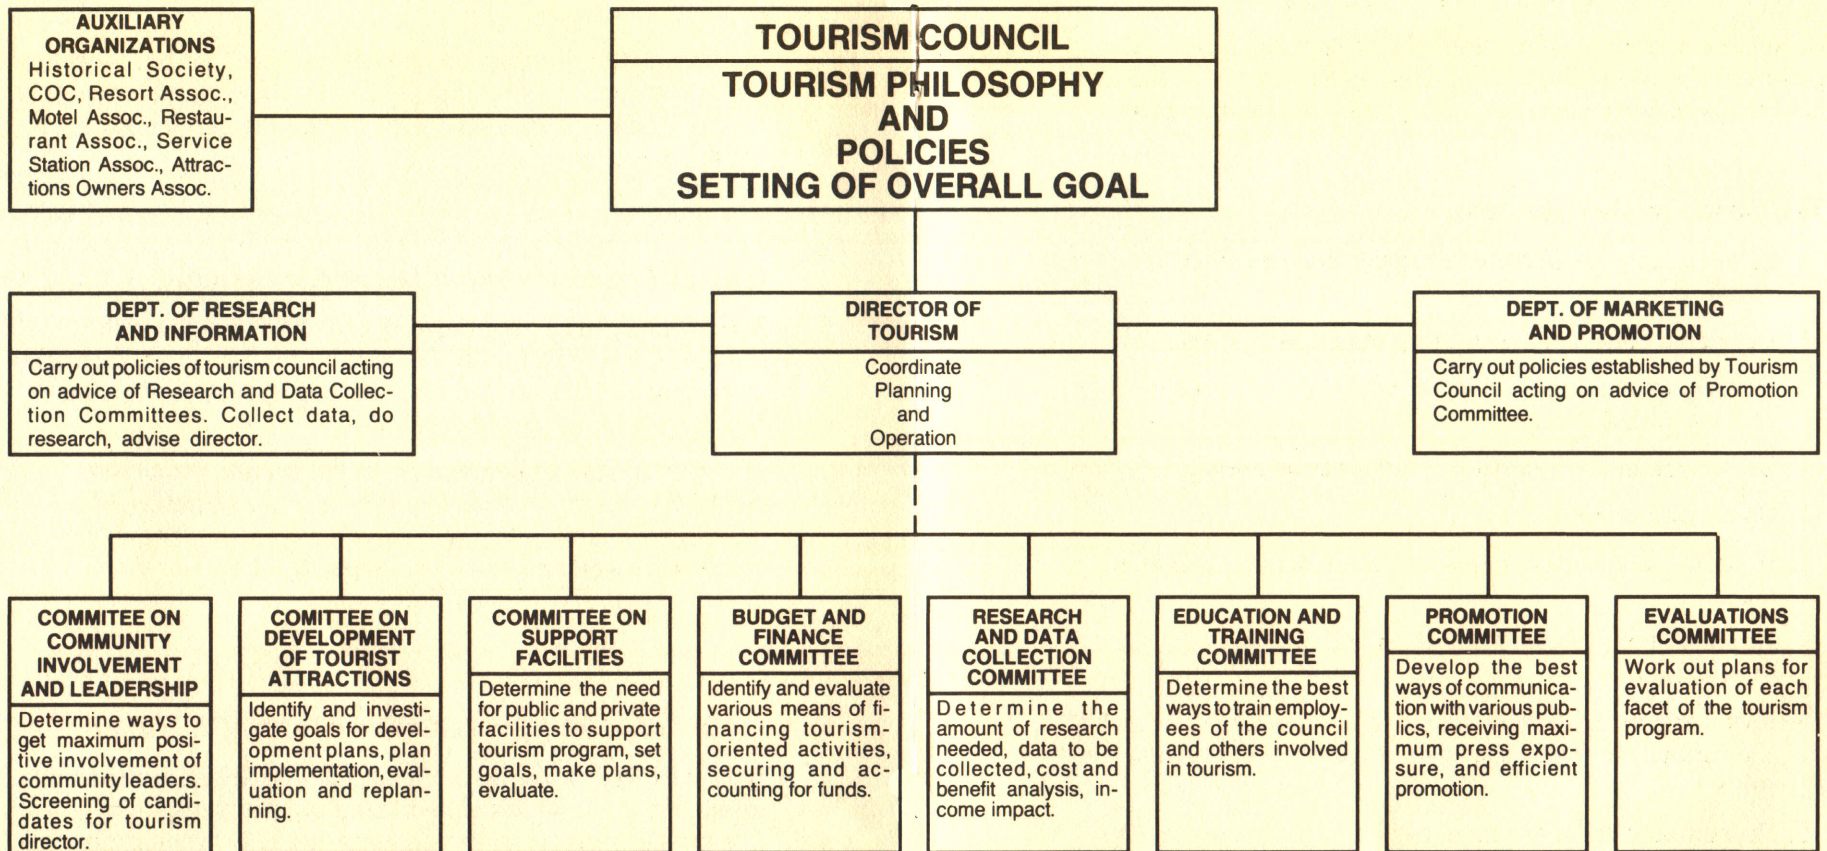 AUXILIARY
ORGANIZATIONS
Historical Society,
COC, Resort Assoc.,
Motel Assoc., Restau-
rant Assoc., Service
Station Assoc., Attrac-
tions Owners Assoc.
TOURISM COUNCIL
TOURISM PHILOSOPHY
AND
POLICIES
SETTING OF OVERALL GOAL
DEPT. OF RESEARCH
AND INFORMATION
Carry out policies of tourism council acting
on advice of Research and Data Collec-
tion Committees. Collect data, do
research, advise director.
DIRECTOR OF
TOURISM
Coordinate
Planning
and
Operation
DEPT. OF MARKETING
AND PROMOTION
Carry out policies established by Tourism
Council acting on advice of Promotion
Committee.
COMMITEE ON
COMMUNITY
INVOLVEMENT
AND LEADERSHIP
Determine ways to
get maximum posi-
tive involvement of
community leaders.
Screening of candi-
dates for tourism
director.
COMITTEE ON
DEVELOPMENT
OF TOURIST
ATTRACTIONS
Identify and investi-
gate goals for devel-
opment plans, plan
implementation, eval-
uation and replan-
ning.
COMMITTEE ON
SUPPORT
FACILITIES
Determine the need
for public and private
facilities to support
tourism program, set
goals, make plans,
evaluate.
BUDGET AND
FINANCE
COMMITTEE
Identify and evaluate
various means of fi-
nancing tourism-
oriented activities,
securing and ac-
counting for funds.
RESEARCH
AND DATA
COLLECTION
COMMITTEE
Determine the
amount of research
needed, data to be
collected, cost and
benefit analysis, in-
come impact.
EDUCATION AND
TRAINING
COMMITTEE
Determine the best
ways to train employ-
ees of the council
and others involved
in tourism.
PROMOTION
COMMITTEE
Develop the best
ways of communica-
tion with various pub-
lics, receiving maxi-
mum press expo-
sure, and efficient
promotion.
EVALUATIONS
COMMITTEE
Work out plans for
evaluation of each
facet of the tourism
program.